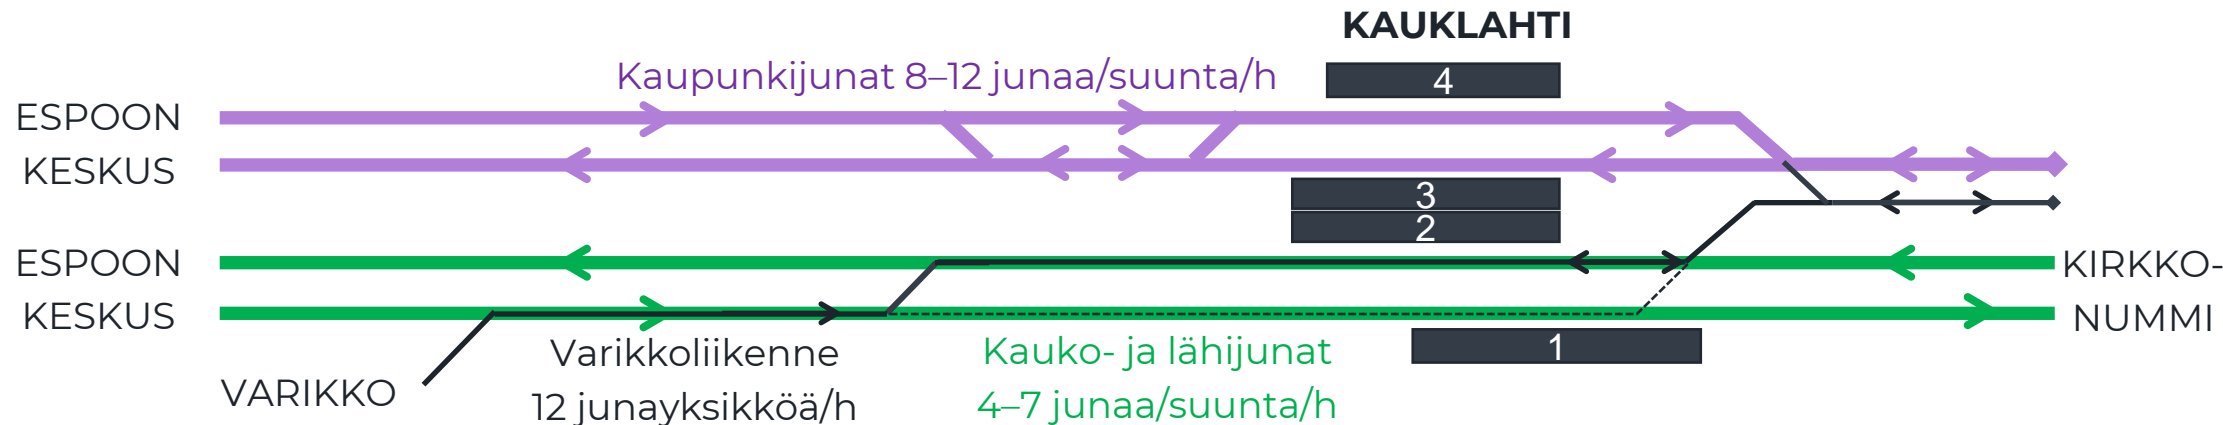 KAUKLAHTI
Kaupunkijunat 8–12 junaa/suunta/h
4
ESPOON
KESKUS
3
2
ESPOON
KESKUS
KIRKKO-
NUMMI
1
VARIKKO
Varikkoliikenne
12 junayksikköä/h
Kauko- ja lähijunat
4–7 junaa/suunta/h